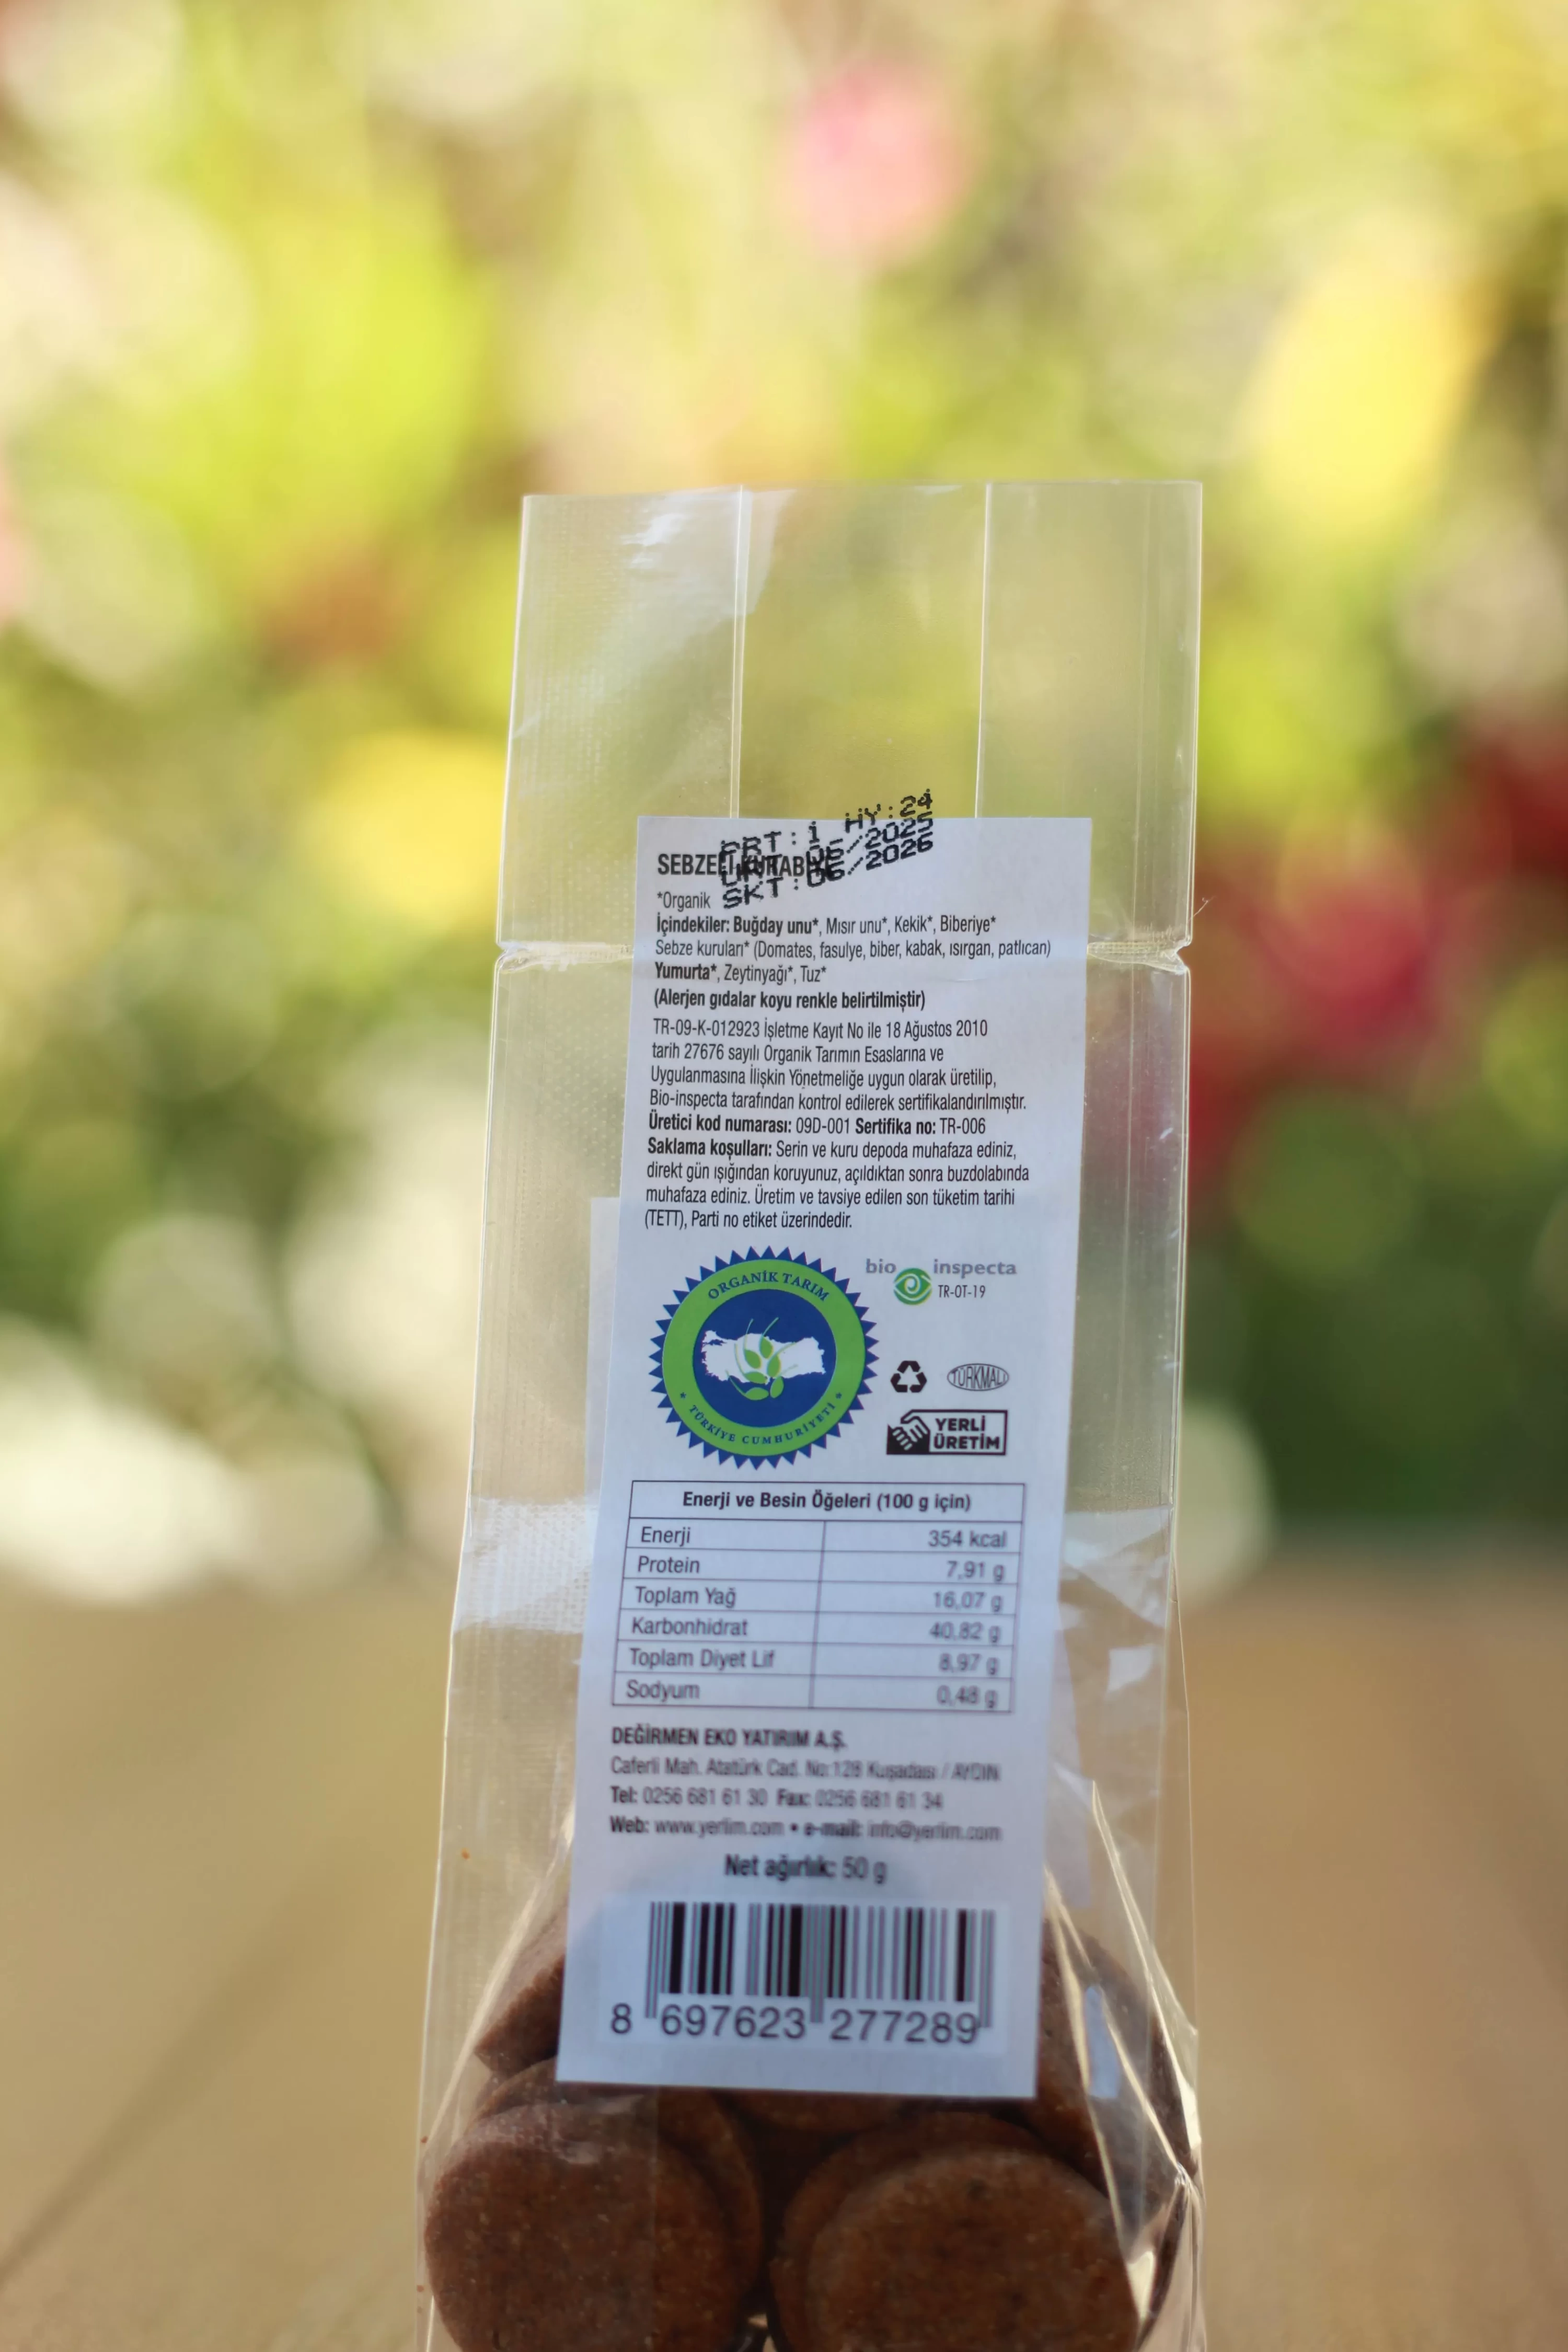 PRT : 1 HY : 24
ÜRT : 06/2025
SKT : 06/2026
SEBZELİ KURABİYE
*Organik
İçindekiler: Buğday unu*, Mısır unu*, Kekik*, Biberiye*
Sebze kuruları* (Domates, fasulye, biber, kabak, ısırgan, patlıcan)
Yumurta*, Zeytinyağı*, Tuz*
(Alerjen gıdalar koyu renkle belirtilmiştir)
TR-09-K-012923 İşletme Kayıt No ile 18 Ağustos 2010
tarih 27676 sayılı Organik Tarımın Esaslarına ve
Uygulanmasına İlişkin Yönetmeliğe uygun olarak üretilip,
Bio-inspecta tarafından kontrol edilerek sertifikalandırılmıştır.
Üretici kod numarası: 09D-001 Sertifika no: TR-006
Saklama koşulları: Serin ve kuru depoda muhafaza ediniz,
direkt gün ışığından koruyunuz, açıldıktan sonra buzdolabında
muhafaza ediniz. Üretim ve tavsiye edilen son tüketim tarihi
(TETT), Parti no etiket üzerindedir.
ORGANİK TARIM
TÜRKİYE CUMHURİYETİ
bio inspecta
TR-OT-19
TÜRKMALI
YERLİ
ÜRETİM
Enerji ve Besin Öğeleri (100 g için)
Enerji 354 kcal
Protein 7,91 g
Toplam Yağ 16,07 g
Karbonhidrat 40,82 g
Toplam Diyet Lif 8,97 g
Sodyum 0,48 g
DEĞİRMEN EKO YATIRIM A.Ş.
Caferli Mah. Atatürk Cad. No:128 Kuşadası / AYDIN
Tel: 0256 681 61 30 Fax: 0256 681 61 34
Web: www.yerlim.com • e-mail: info@yerlim.com
Net ağırlık: 50 g
8 697623 277289